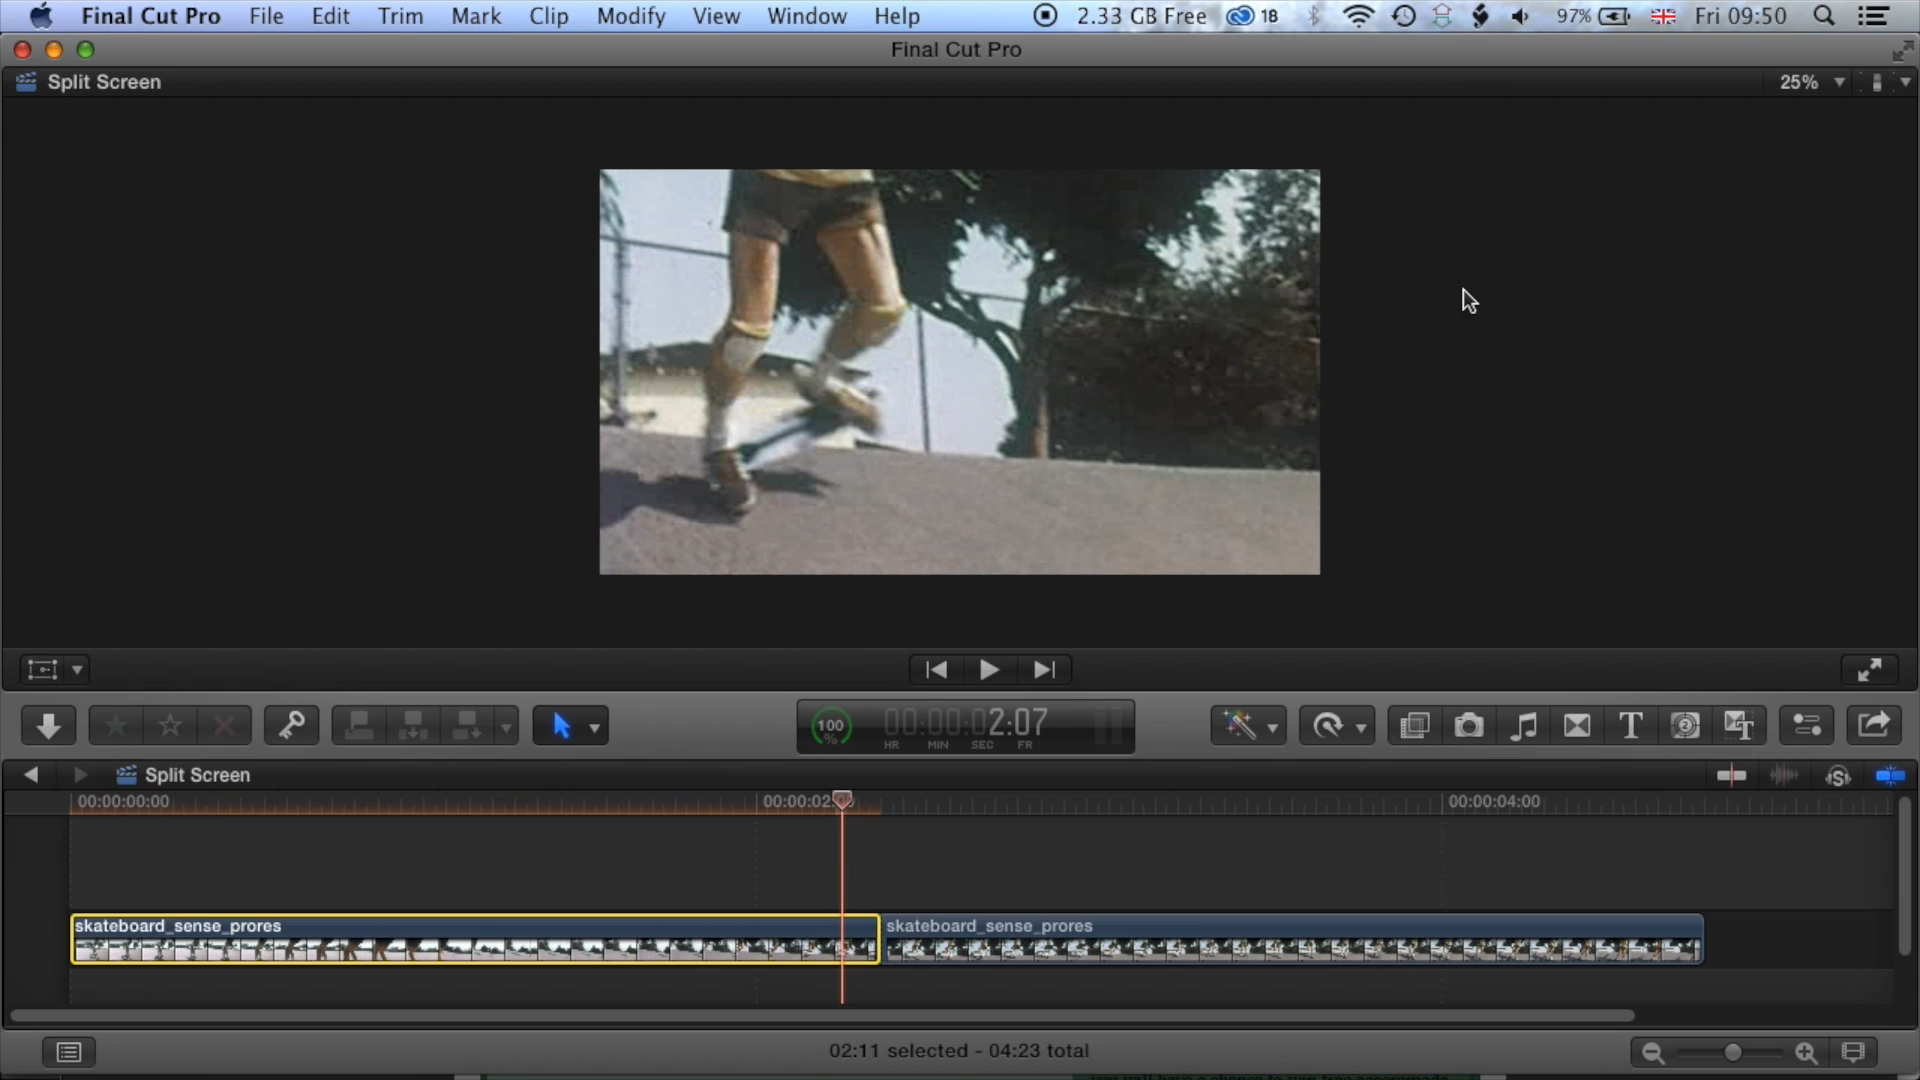 Final Cut Pro File Edit Trim Mark Clip Modify View Window Help 2.33 GB Free 18 97% Fri 09:50
Final Cut Pro
Split Screen 25%
100 % 00:00:02:07
HR MIN SEC FR
Split Screen
00:00:00:00 00:00:02: 00:00:04:00
skateboard_sense_prores skateboard_sense_prores
02:11 selected - 04:23 total